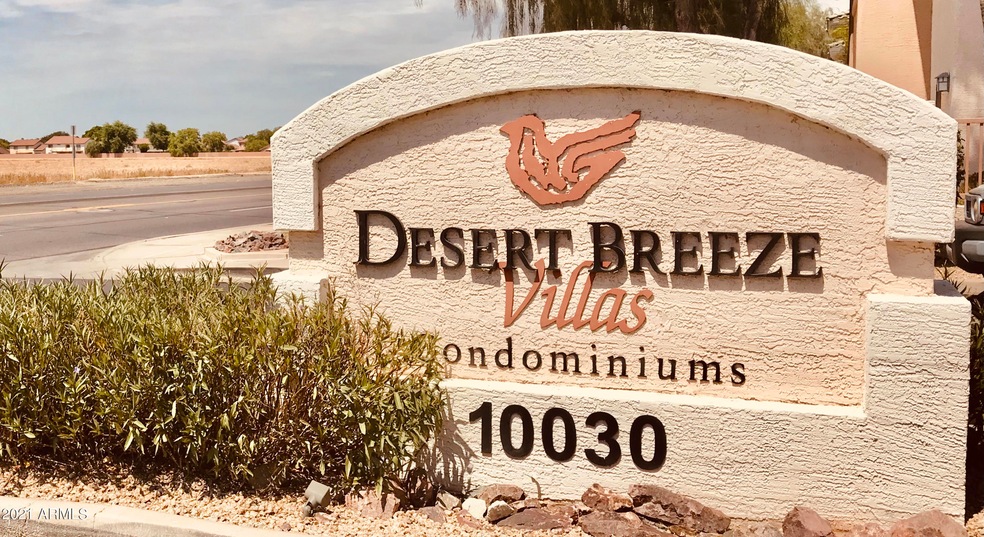 DESERT BREEZE
Villas
ondominiums
10030
2021 ARMLS